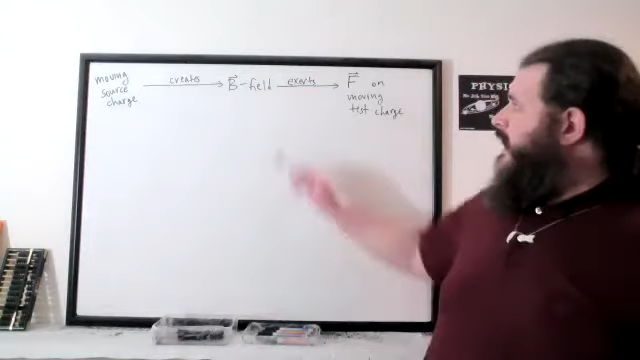 moving source charge creates B⃗-field exerts F⃗ on moving test charge
PHYSI